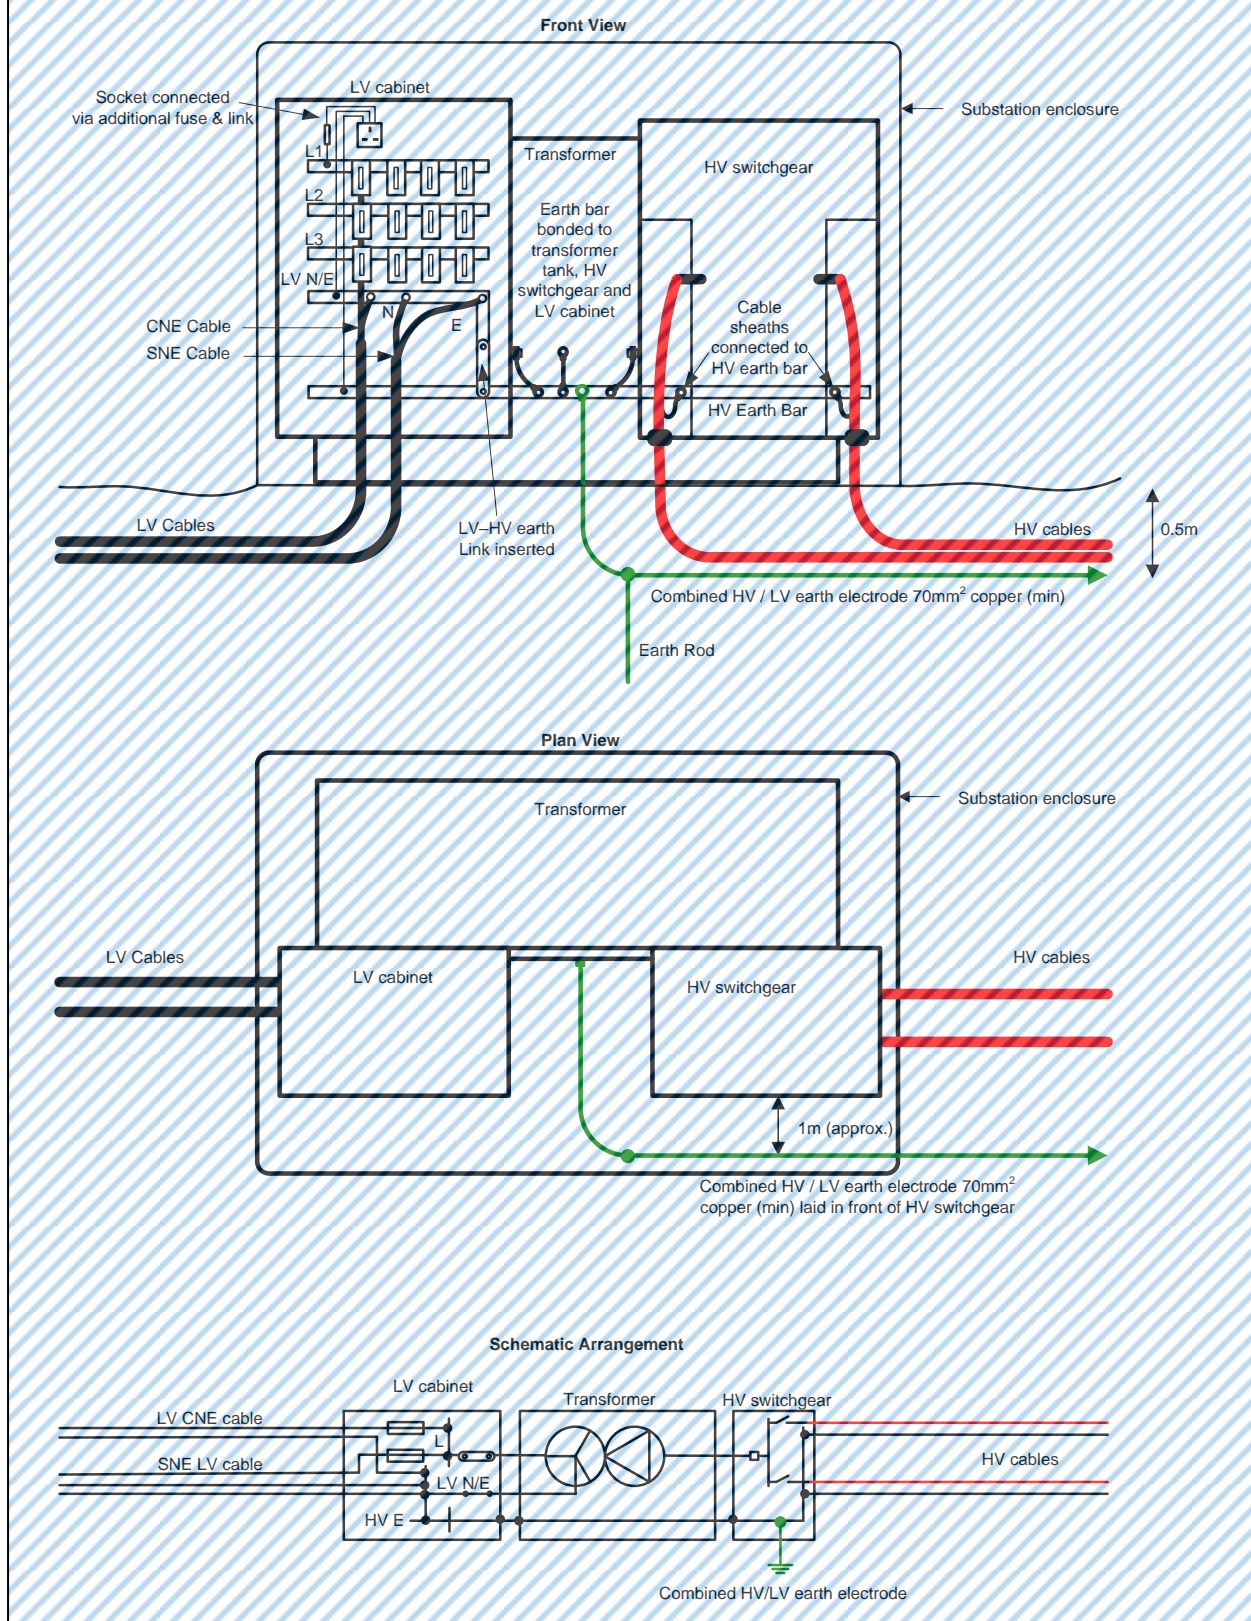 Front View
LV cabinet
Socket connected
via additional fuse & link
Substation enclosure
L1
Transformer
HV switchgear
L2
Earth bar
bonded to
transformer
tank, HV
switchgear and
LV cabinet
L3
LV N/E
N
E
CNE Cable
SNE Cable
Cable
sheaths
connected to
HV earth bar
HV Earth Bar
LV Cables
LV–HV earth
Link inserted
HV cables
0.5m
Combined HV / LV earth electrode 70mm² copper (min)
Earth Rod
Plan View
Transformer
Substation enclosure
LV Cables
LV cabinet
HV switchgear
HV cables
1m (approx.)
Combined HV / LV earth electrode 70mm²
copper (min) laid in front of HV switchgear
Schematic Arrangement
LV cabinet
Transformer
HV switchgear
LV CNE cable
L
SNE LV cable
HV cables
LV N/E
HV E
Combined HV/LV earth electrode